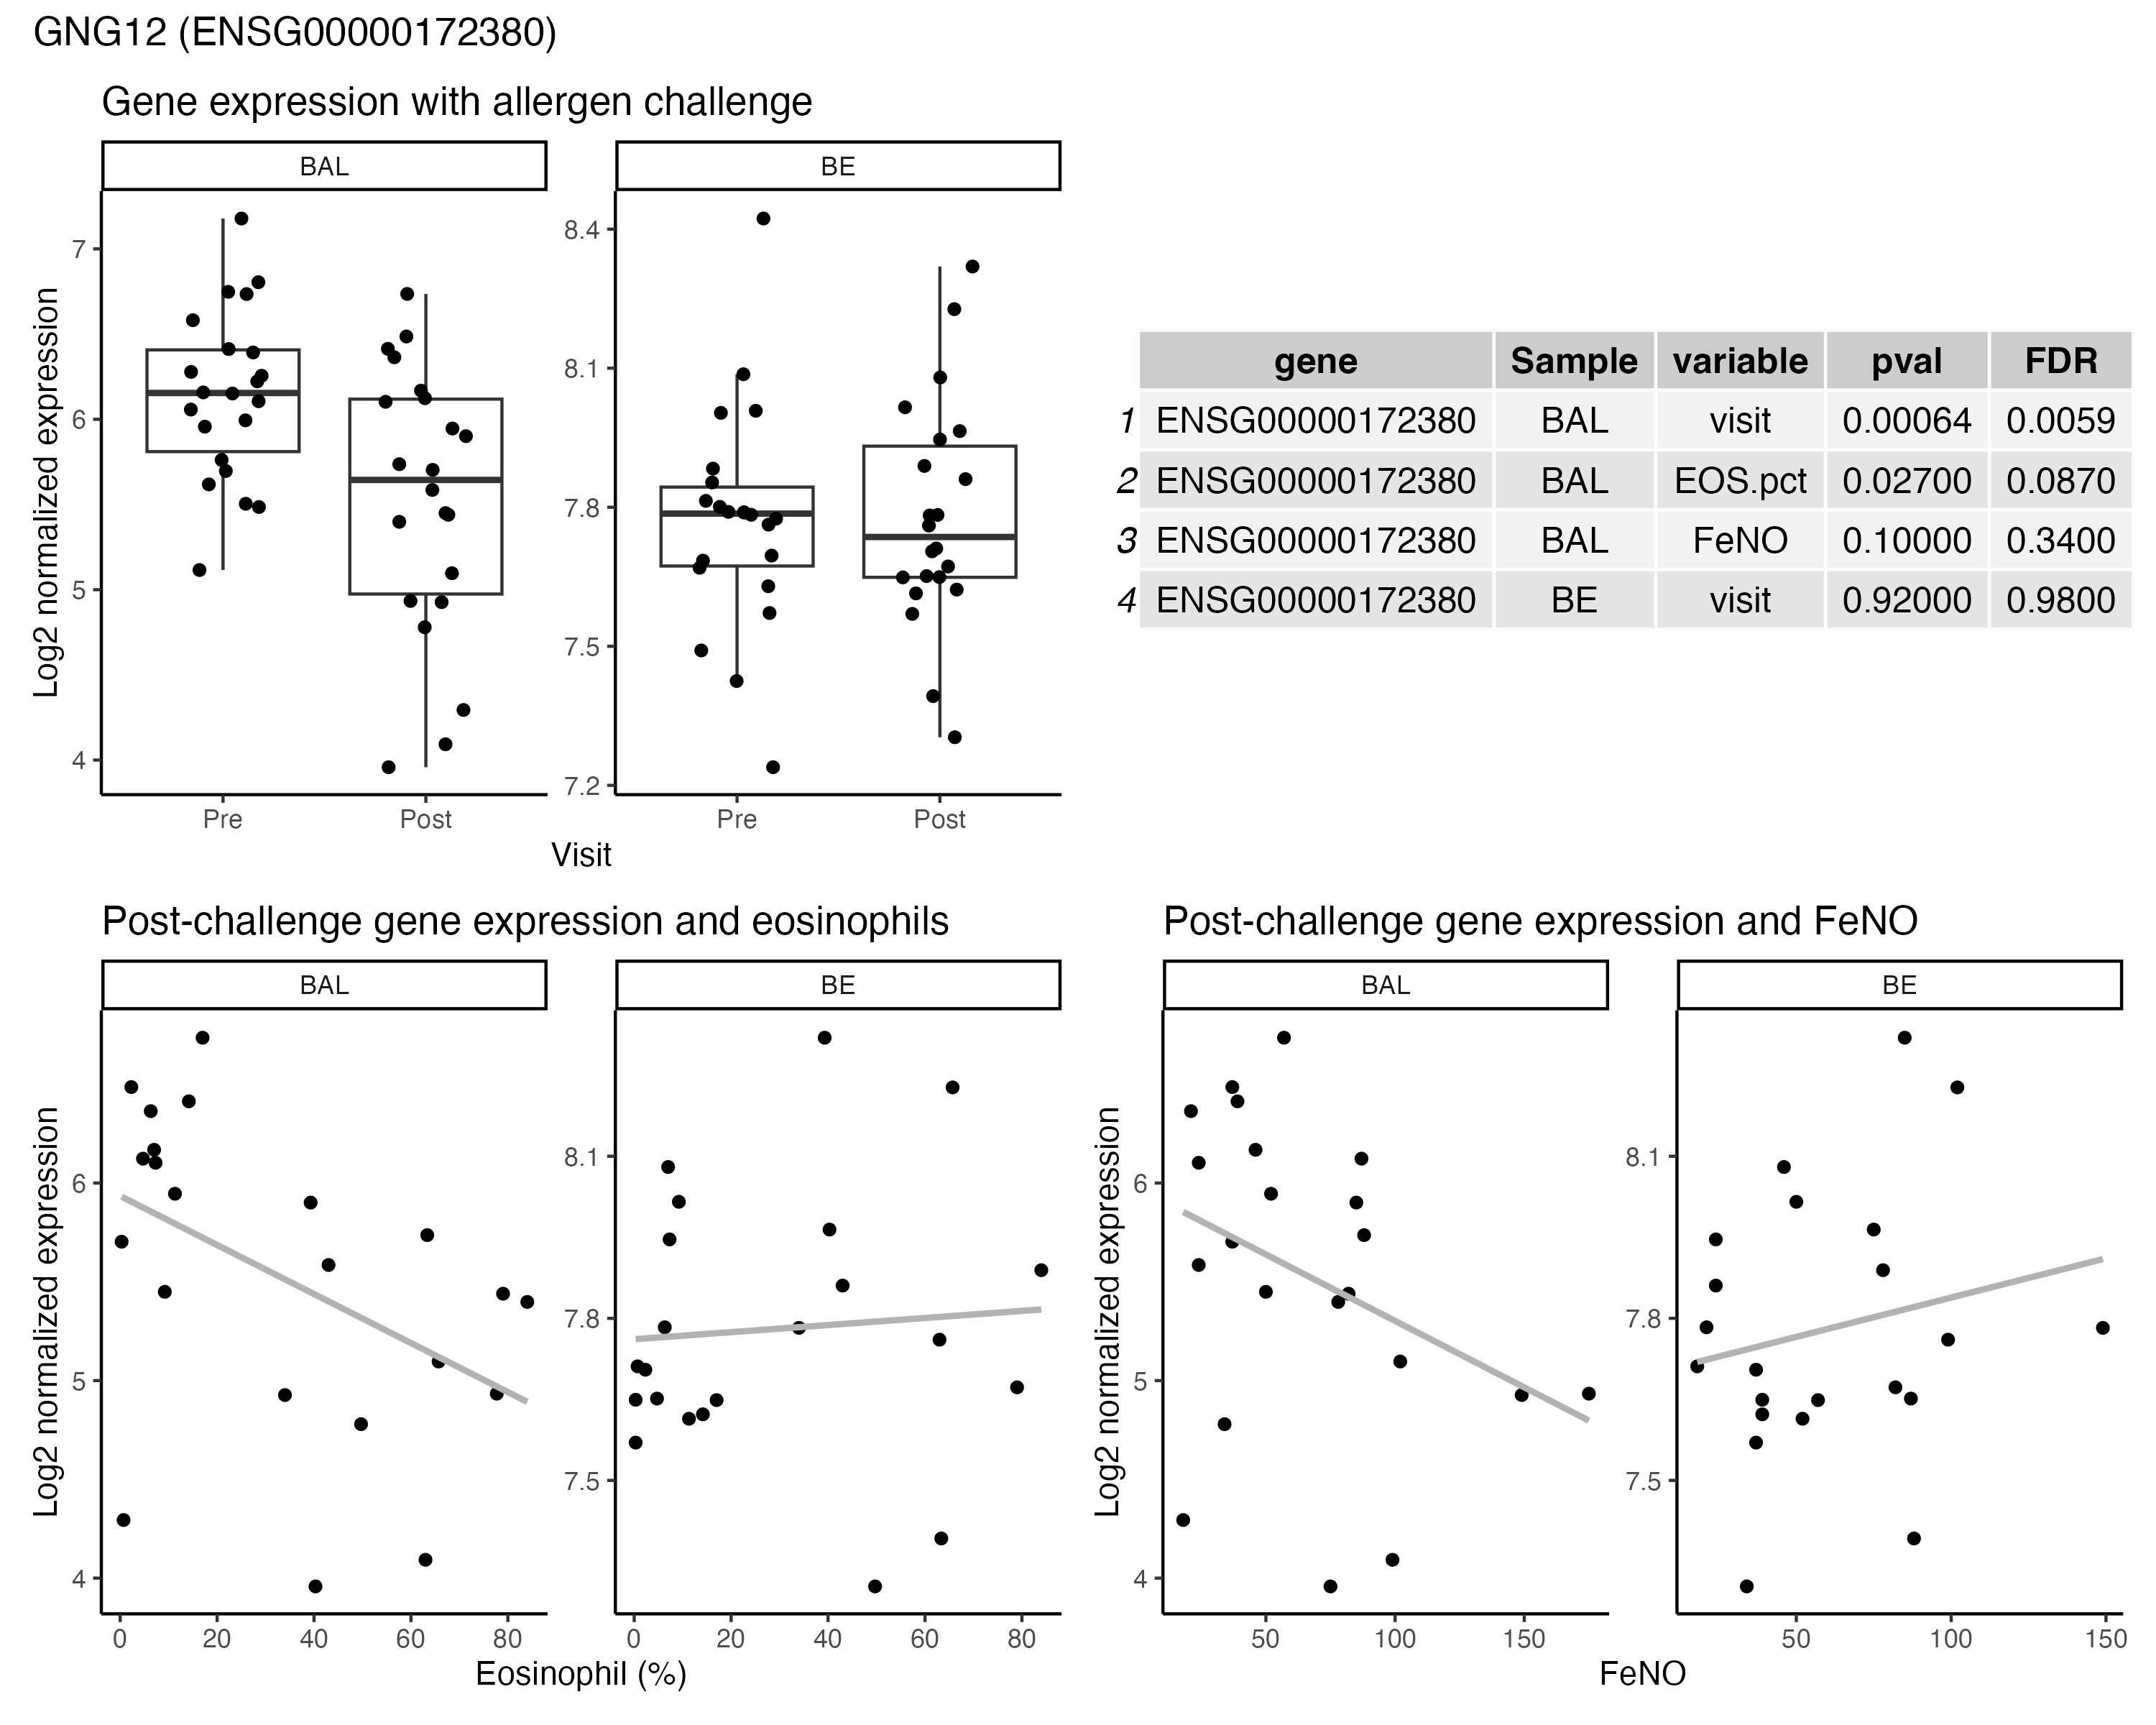 GNG12 (ENSG00000172380)
Gene expression with allergen challenge
BAL
BE
Log2 normalized expression
7
6
5
4
8.4
8.1
7.8
7.5
7.2
Pre
Post
Pre
Post
Visit
gene Sample variable pval FDR
1 ENSG00000172380 BAL visit 0.00064 0.0059
2 ENSG00000172380 BAL EOS.pct 0.02700 0.0870
3 ENSG00000172380 BAL FeNO 0.10000 0.3400
4 ENSG00000172380 BE visit 0.92000 0.9800
Post-challenge gene expression and eosinophils
BAL
BE
Log2 normalized expression
6
5
4
8.1
7.8
7.5
0 20 40 60 80
0 20 40 60 80
Eosinophil (%)
Post-challenge gene expression and FeNO
BAL
BE
Log2 normalized expression
6
5
4
8.1
7.8
7.5
50 100 150
50 100 150
FeNO